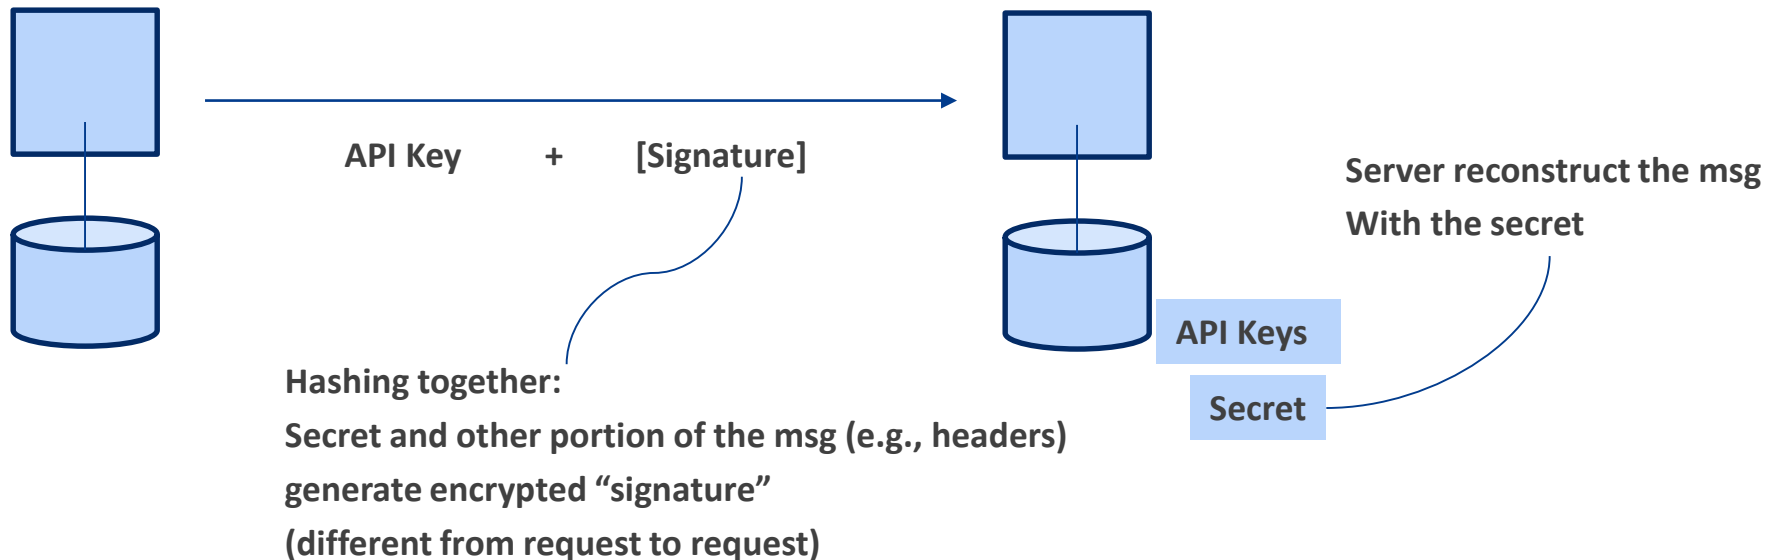 API Key + [Signature]
Server reconstruct the msg
With the secret
API Keys
Secret
Hashing together:
Secret and other portion of the msg (e.g., headers)
generate encrypted “signature”
(different from request to request)